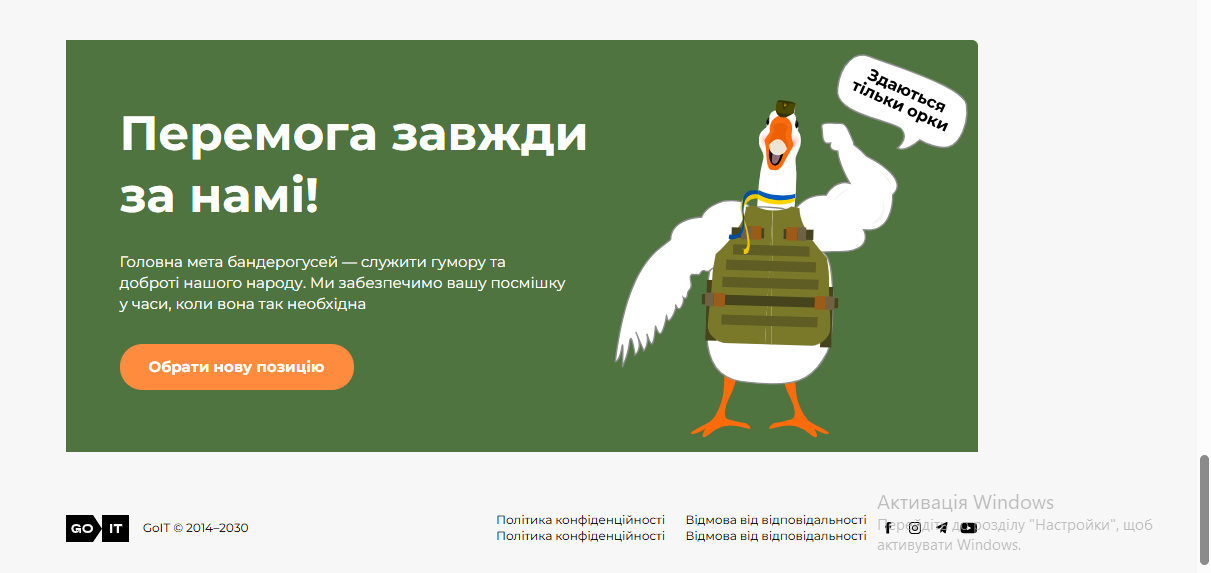 Здаються
тільки орки
Перемога завжди
за намі!
Головна мета бандерогусей — служити гумору та
доброті нашого народу. Ми забезпечимо вашу посмішку
у часи, коли вона так необхідна
Обрати нову позицію
GO IT
GoIT © 2014–2030
Політика конфіденційності
Політика конфіденційності
Відмова від відповідальності
Відмова від відповідальності
Активація Windows
Перейдіть до розділу "Настройки", щоб
активувати Windows.